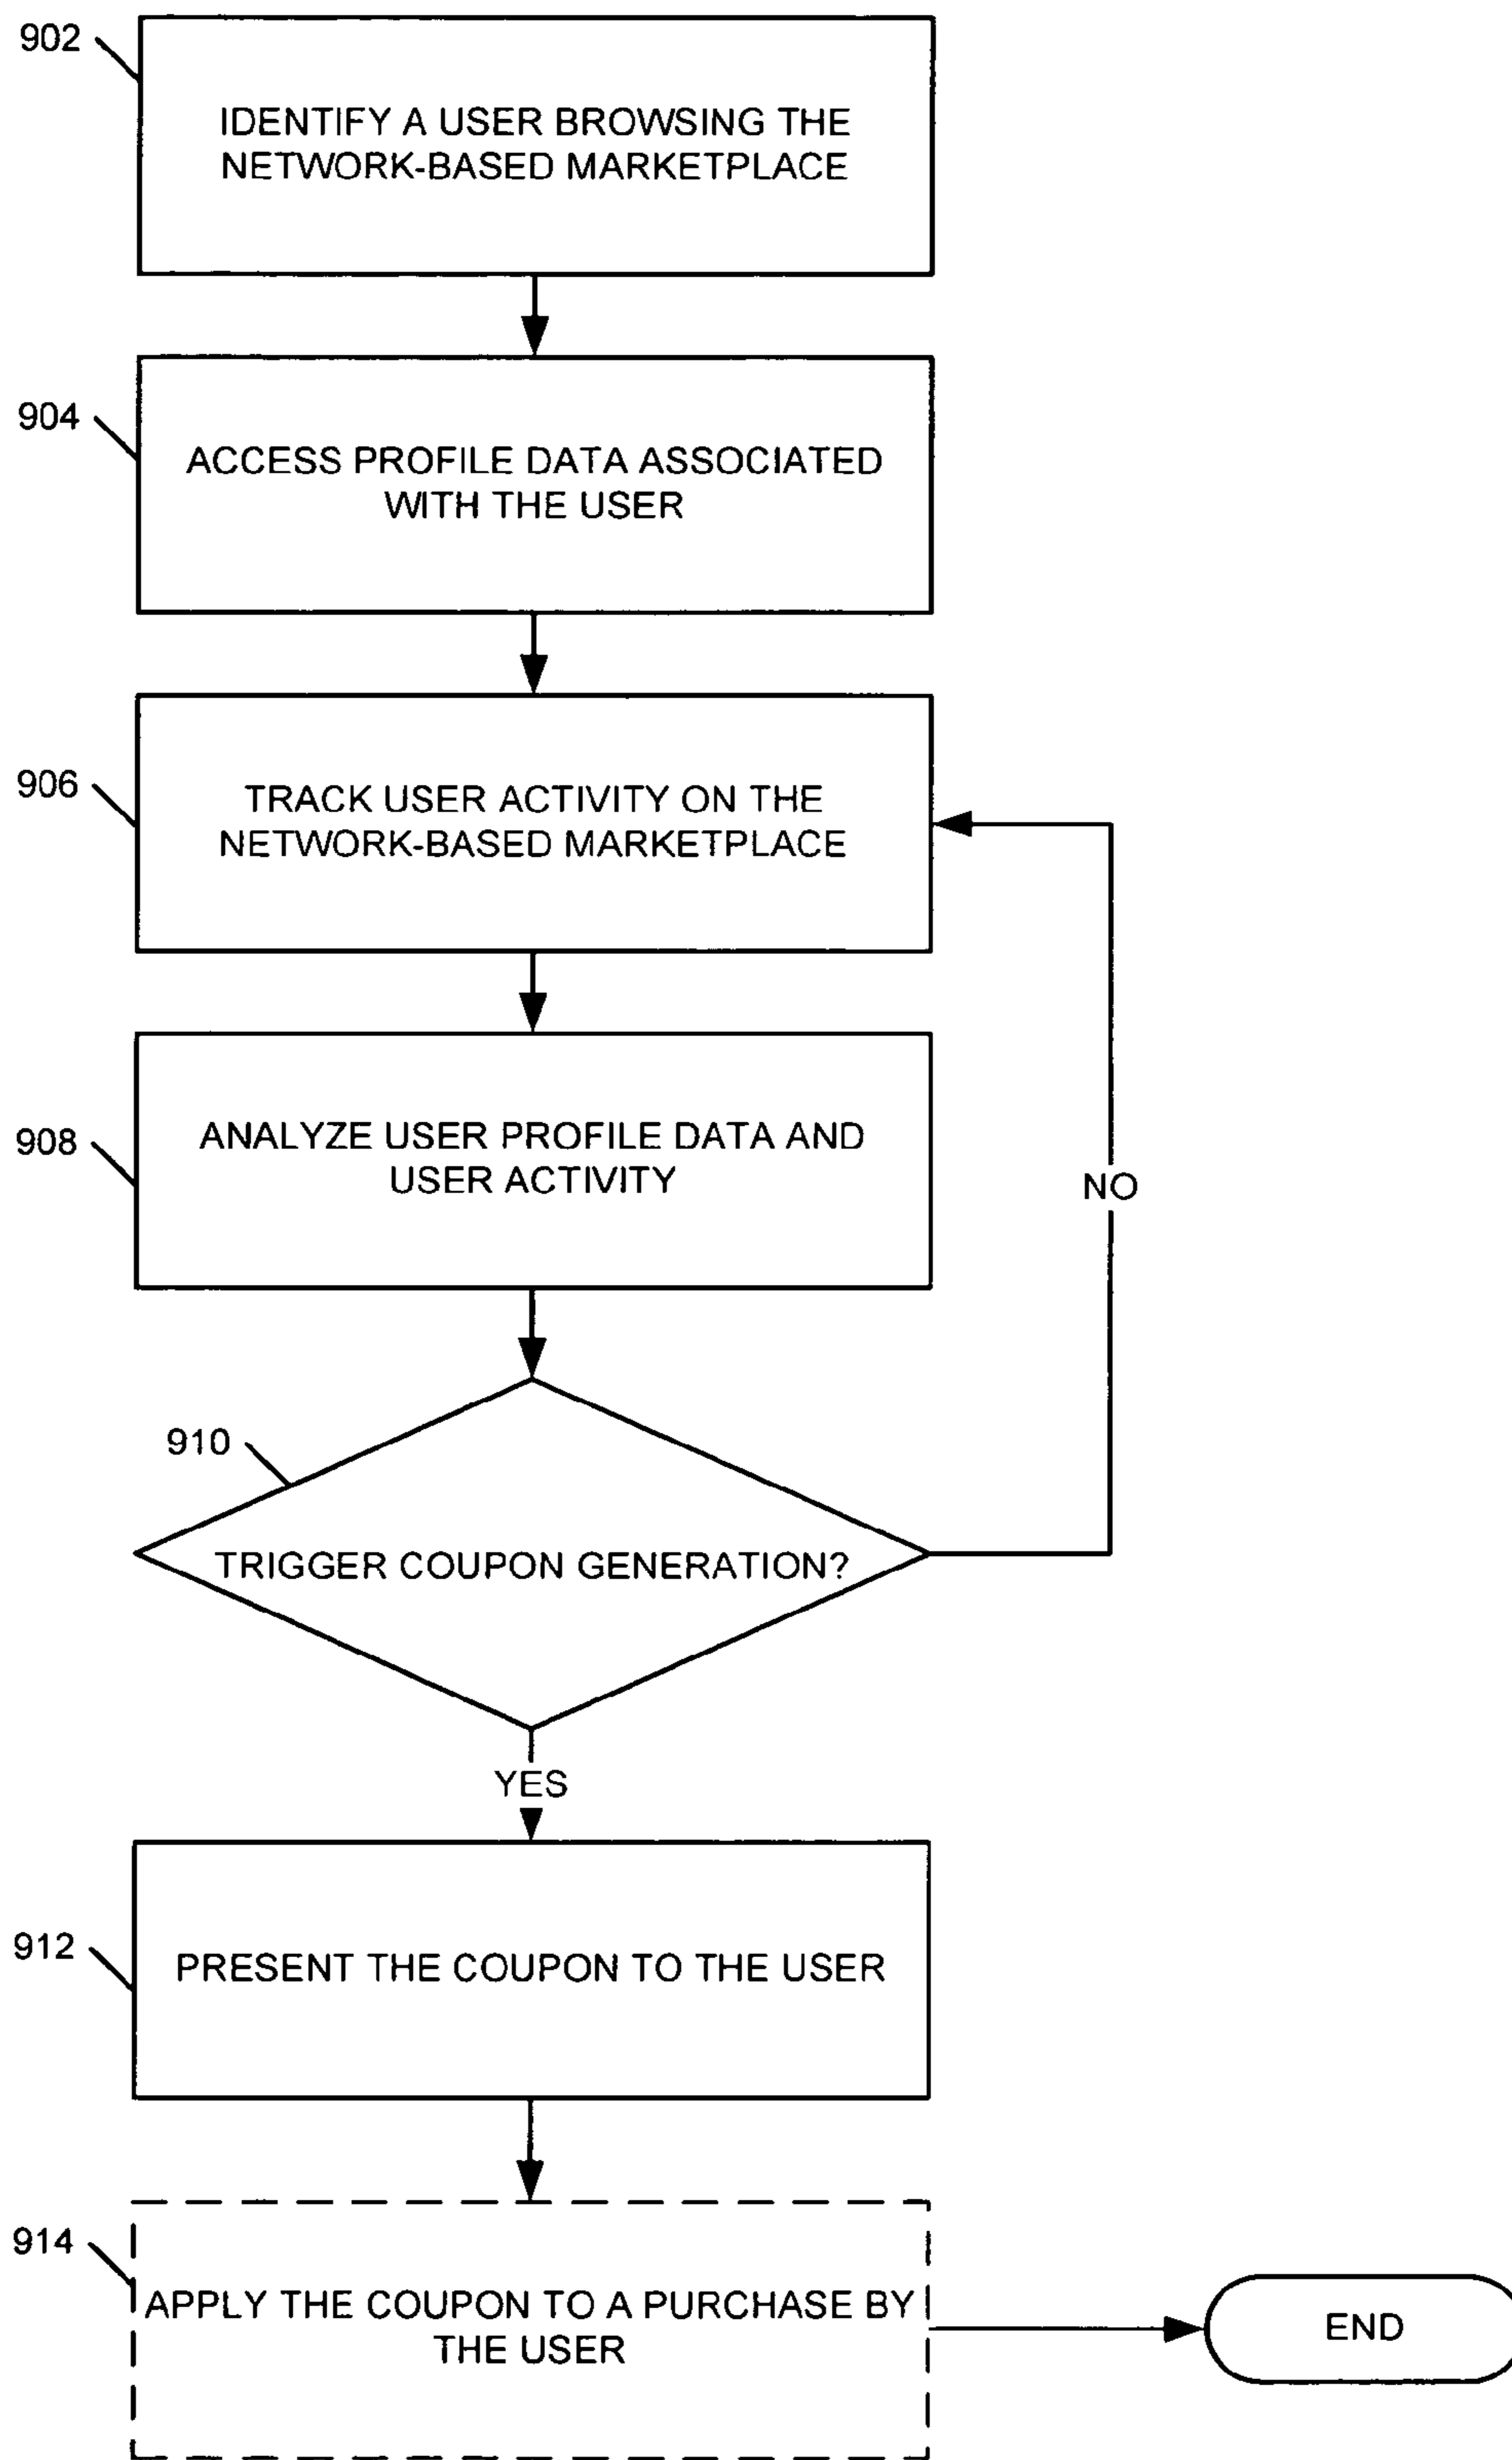 902
IDENTIFY A USER BROWSING THE
NETWORK-BASED MARKETPLACE
904
ACCESS PROFILE DATA ASSOCIATED
WITH THE USER
906
TRACK USER ACTIVITY ON THE
NETWORK-BASED MARKETPLACE
908
ANALYZE USER PROFILE DATA AND
USER ACTIVITY
NO
910
TRIGGER COUPON GENERATION?
YES
912
PRESENT THE COUPON TO THE USER
914
APPLY THE COUPON TO A PURCHASE BY
THE USER
END